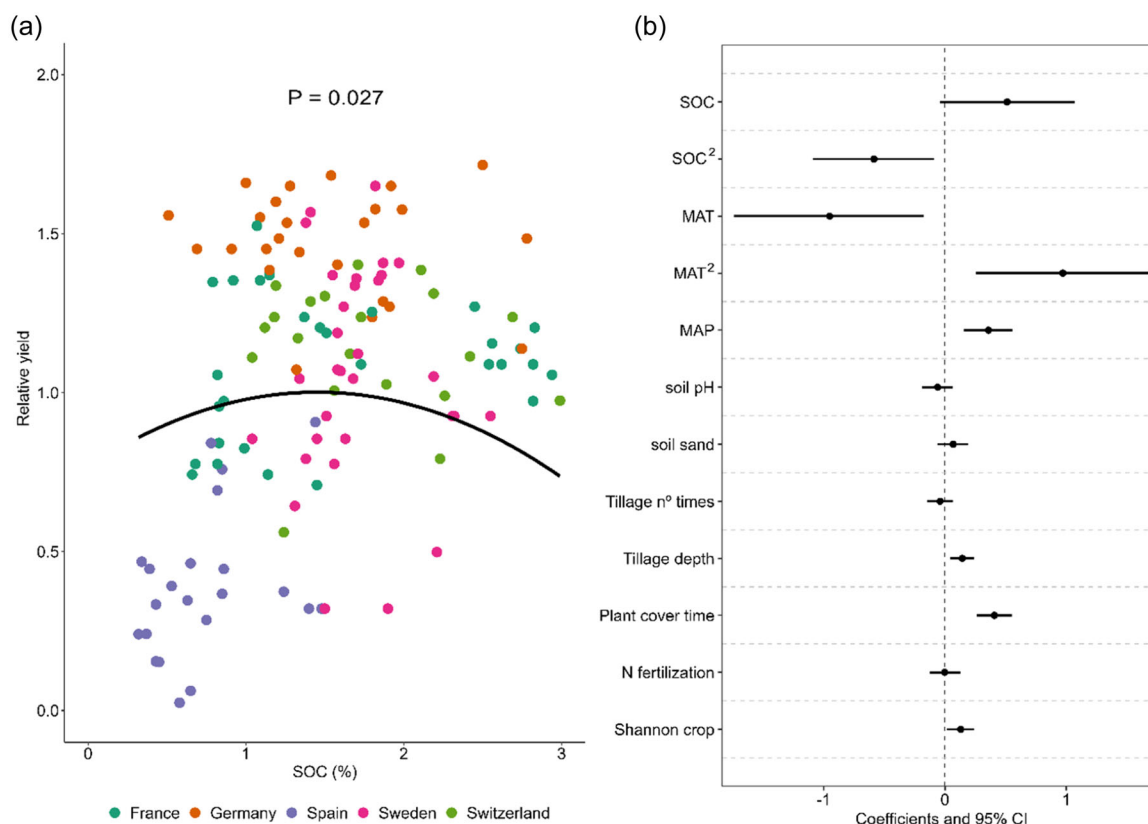 (a)
2.0
1.5
1.0
0.5
0.0
Relative yield
P = 0.027
0 1 2 3
SOC (%)
France Germany Spain Sweden Switzerland
(b)
SOC
SOC²
MAT
MAT²
MAP
soil pH
soil sand
Tillage nº times
Tillage depth
Plant cover time
N fertilization
Shannon crop
-1 0 1
Coefficients and 95% CI